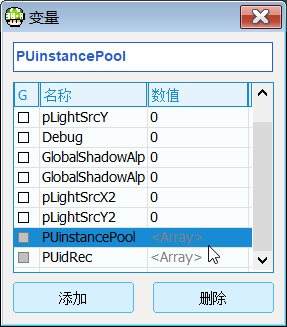 变量
PUinstancePool
G 名称 数值
pLightSrcY 0
Debug 0
GlobalShadowAlp 0
GlobalShadowAlp 0
pLightSrcX2 0
pLightSrcY2 0
PUinstancePool <Array>
PUidRec <Array>
添加 删除